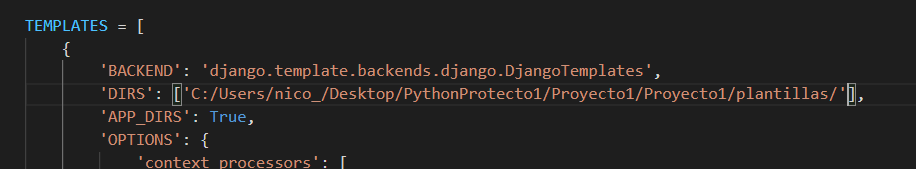 TEMPLATES = [
{
'BACKEND': 'django.template.backends.django.DjangoTemplates',
'DIRS': ['C:/Users/nico_/Desktop/PythonProtecto1/Proyecto1/Proyecto1/plantillas/'],
'APP_DIRS': True,
'OPTIONS': {
'context_processors': [